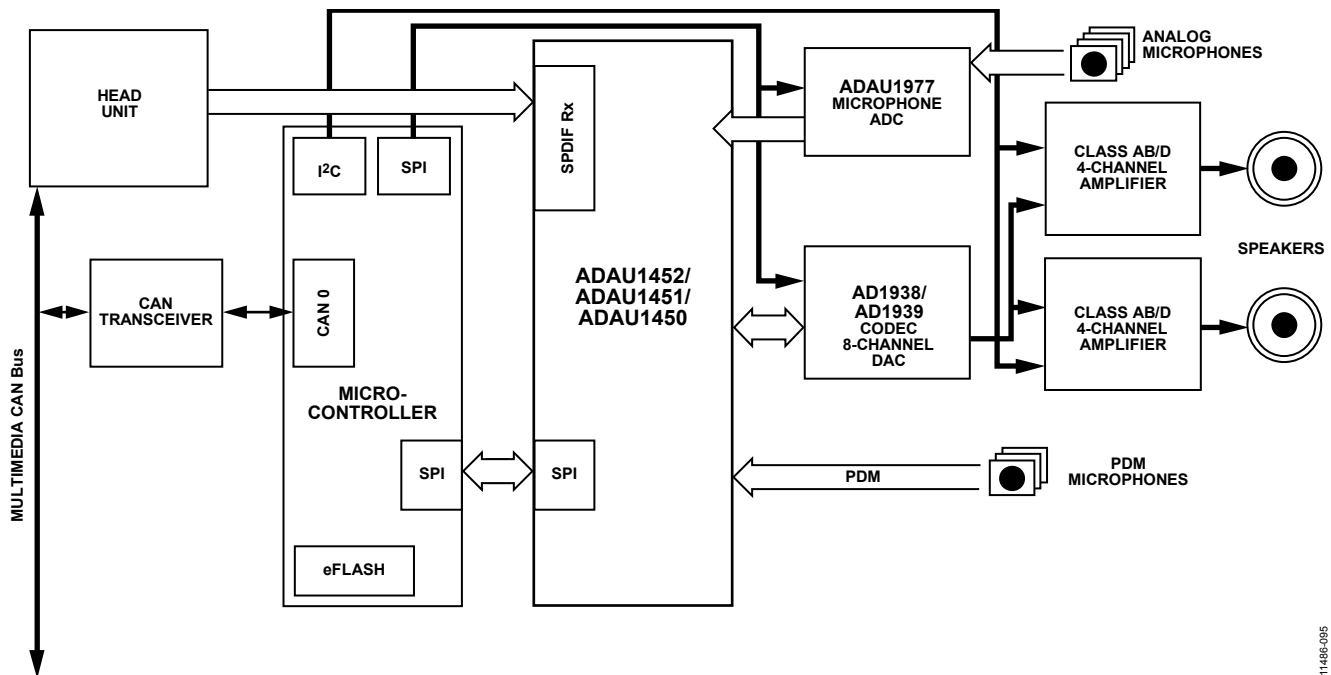 HEAD
UNIT
MULTIMEDIA CAN Bus
CAN
TRANSCEIVER
I²C
SPI
CAN 0
MICRO-
CONTROLLER
SPI
eFLASH
SPDIF Rx
ADAU1452/
ADAU1451/
ADAU1450
SPI
ADAU1977
MICROPHONE
ADC
ANALOG
MICROPHONES
AD1938/
AD1939
CODEC
8-CHANNEL
DAC
CLASS AB/D
4-CHANNEL
AMPLIFIER
SPEAKERS
CLASS AB/D
4-CHANNEL
AMPLIFIER
PDM
PDM
MICROPHONES
11486-095